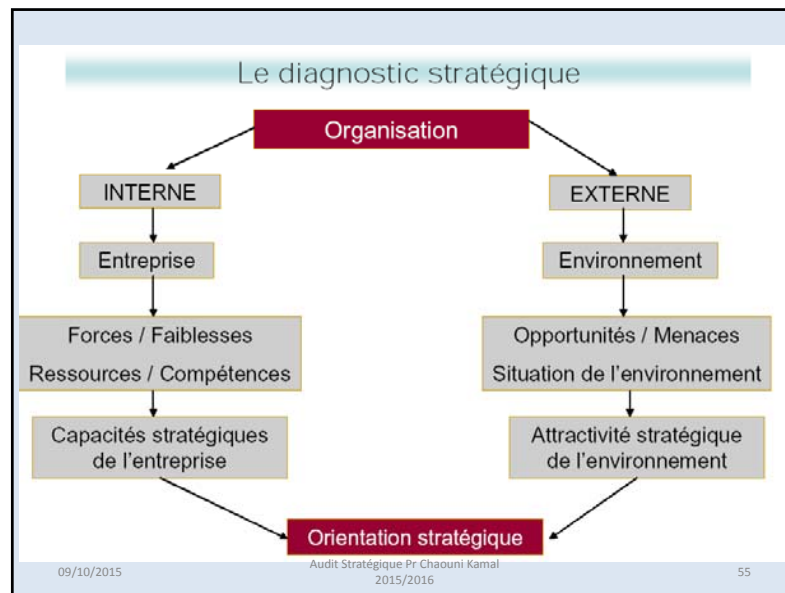 Le diagnostic stratégique
Organisation
INTERNE
EXTERNE
Entreprise
Environnement
Forces / Faiblesses
Ressources / Compétences
Opportunités / Menaces
Situation de l'environnement
Capacités stratégiques
de l'entreprise
Attractivité stratégique
de l'environnement
Orientation stratégique
09/10/2015
Audit Stratégique Pr Chaouni Kamal
2015/2016
55